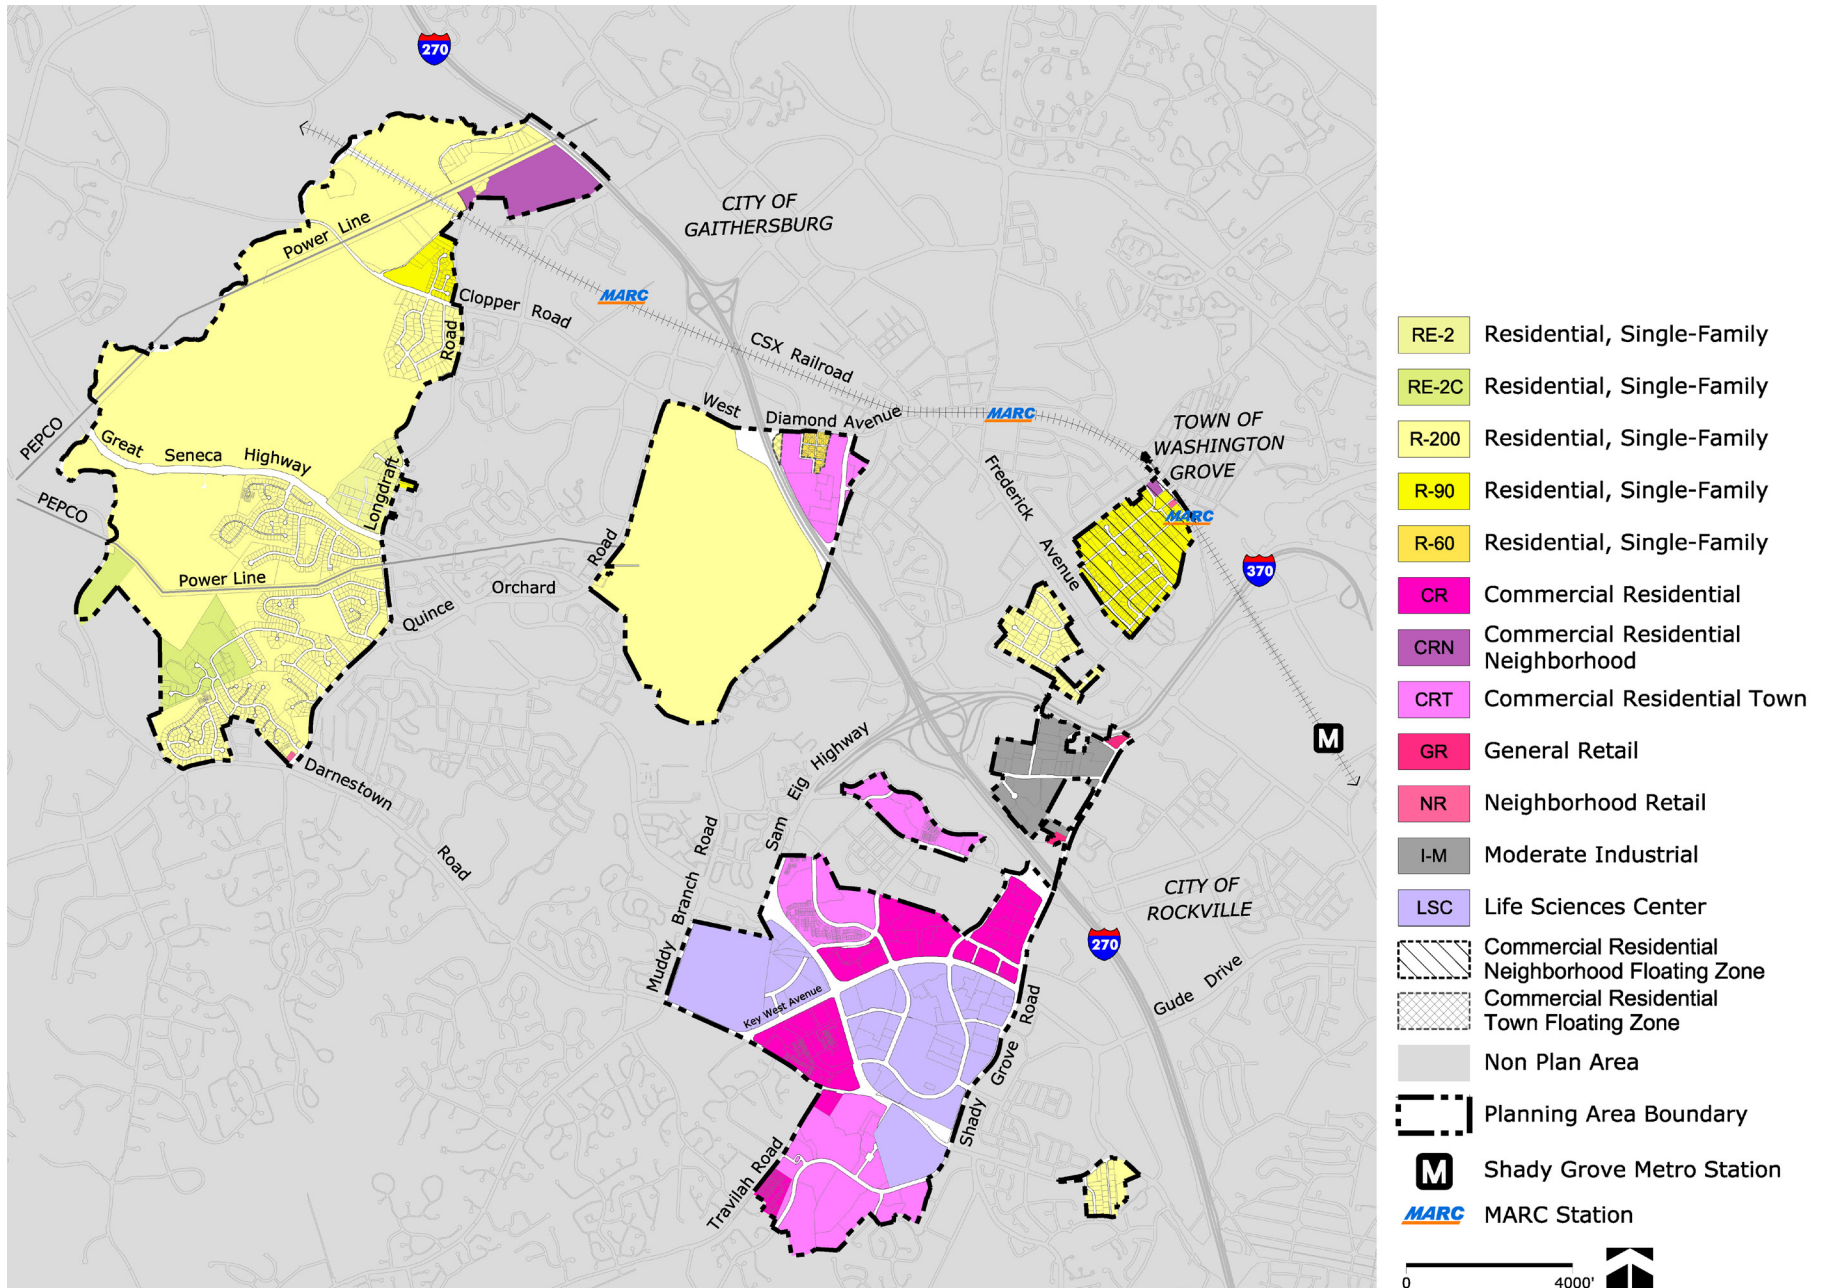 270
CITY OF
GAITHERSBURG
Power Line
Clopper Road
MARC
Road
CSX Railroad
West Diamond Avenue
MARC
TOWN OF
WASHINGTON
GROVE
MARC
PEPCO
Great Seneca Highway
Longdraft
PEPCO
Power Line
Quince Orchard
Road
Frederick Avenue
370
M
Darnestown Road
Sam Eig Highway
Muddy Branch Road
CITY OF
ROCKVILLE
270
Gude Drive
Key West Avenue
Shady Grove Road
Travilah Road
RE-2 Residential, Single-Family
RE-2C Residential, Single-Family
R-200 Residential, Single-Family
R-90 Residential, Single-Family
R-60 Residential, Single-Family
CR Commercial Residential
CRN Commercial Residential
Neighborhood
CRT Commercial Residential Town
GR General Retail
NR Neighborhood Retail
I-M Moderate Industrial
LSC Life Sciences Center
Commercial Residential
Neighborhood Floating Zone
Commercial Residential
Town Floating Zone
Non Plan Area
Planning Area Boundary
M Shady Grove Metro Station
MARC MARC Station
0 4000'